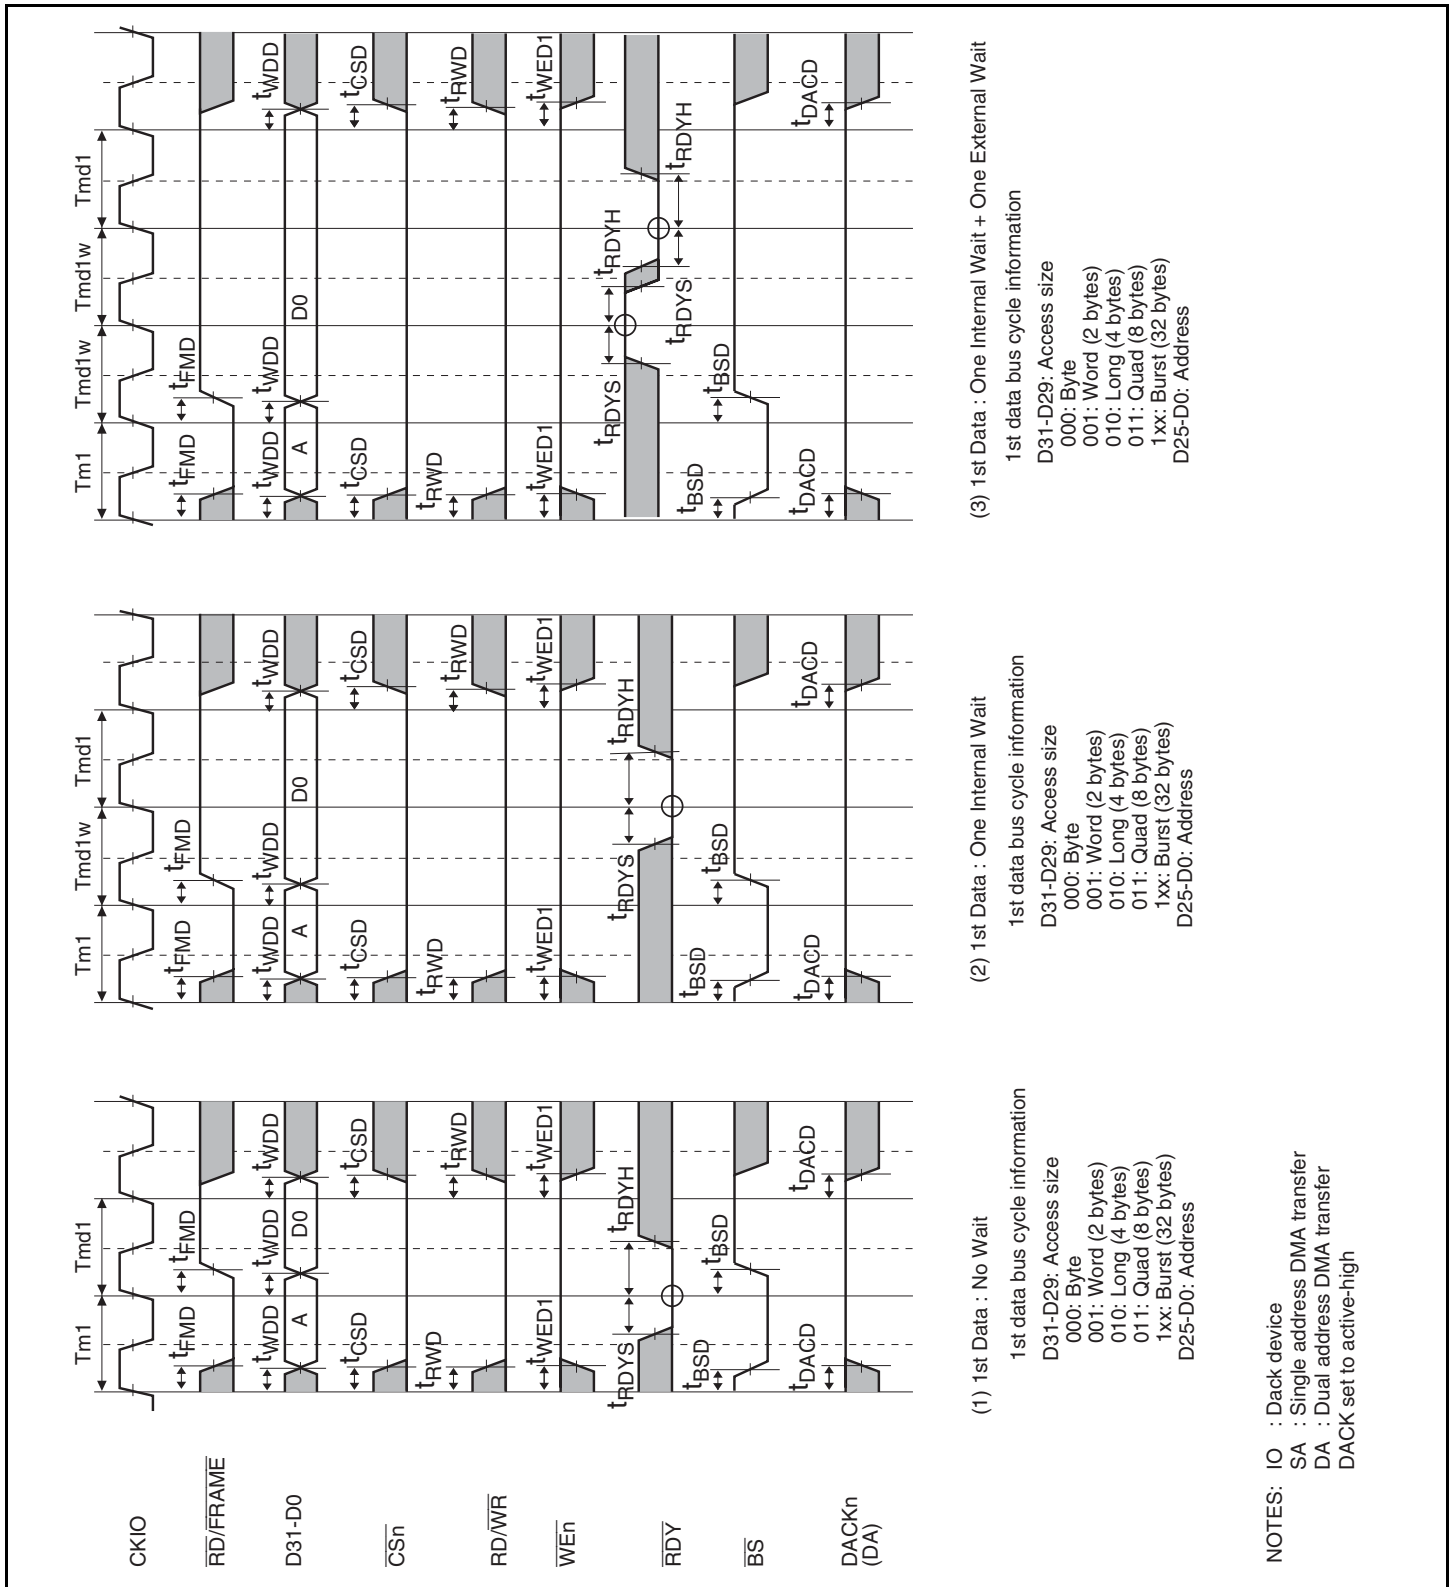 Tm1 Tmd1 Tm1 Tmd1w Tmd1 Tm1 Tmd1w Tmd1w Tmd1
CKIO
tFMD tFMD tFMD tFMD tFMD tFMD
RD/FRAME
tWDD tWDD tWDD tWDD tWDD tWDD tWDD tWDD tWDD
D31-D0 A D0 A D0 A D0
tCSD tCSD tCSD tCSD tCSD tCSD
CSn
tRWD tRWD tRWD tRWD tRWD tRWD
RD/WR
tWED1 tWED1 tWED1 tWED1 tWED1 tWED1
WEn
tRDYS tRDYH tRDYS tRDYH tRDYS tRDYH
RDY
tRDYS tRDYH
tBSD tBSD tBSD tBSD tBSD tBSD
BS
tDACD tDACD tDACD tDACD tDACD tDACD
DACKn
(DA)
(1) 1st Data : No Wait
1st data bus cycle information
D31-D29: Access size
000: Byte
001: Word (2 bytes)
010: Long (4 bytes)
011: Quad (8 bytes)
1xx: Burst (32 bytes)
D25-D0: Address
(2) 1st Data : One Internal Wait
1st data bus cycle information
D31-D29: Access size
000: Byte
001: Word (2 bytes)
010: Long (4 bytes)
011: Quad (8 bytes)
1xx: Burst (32 bytes)
D25-D0: Address
(3) 1st Data : One Internal Wait + One External Wait
1st data bus cycle information
D31-D29: Access size
000: Byte
001: Word (2 bytes)
010: Long (4 bytes)
011: Quad (8 bytes)
1xx: Burst (32 bytes)
D25-D0: Address
NOTES: IO : Dack device
SA : Single address DMA transfer
DA : Dual address DMA transfer
DACK set to active-high